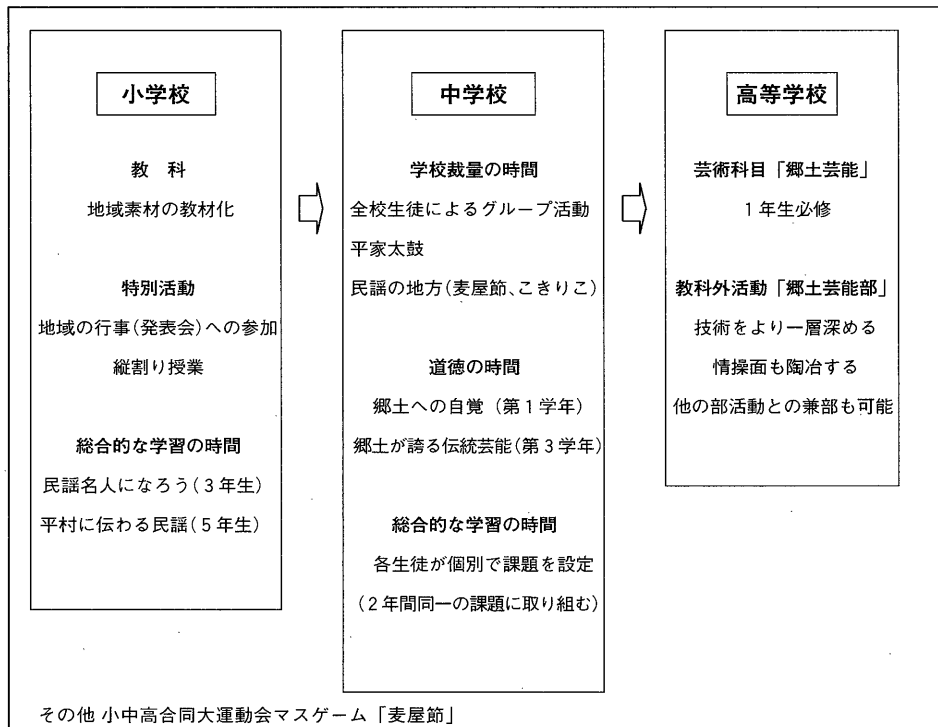 小学校
教　科
地域素材の教材化
特別活動
地域の行事(発表会)への参加
縦割り授業
総合的な学習の時間
民謡名人になろう(3年生)
平村に伝わる民謡(5年生)
中学校
学校裁量の時間
全校生徒によるグループ活動
平家太鼓
民謡の地方(麦屋節、こきりこ)
道徳の時間
郷土への自覚(第1学年)
郷土が誇る伝統芸能(第3学年)
総合的な学習の時間
各生徒が個別で課題を設定
(2年間同一の課題に取り組む)
高等学校
芸術科目「郷土芸能」
1年生必修
教科外活動「郷土芸能部」
技術をより一層深める
情操面も陶冶する
他の部活動との兼部も可能
その他 小中高合同大運動会マスゲーム「麦屋節」